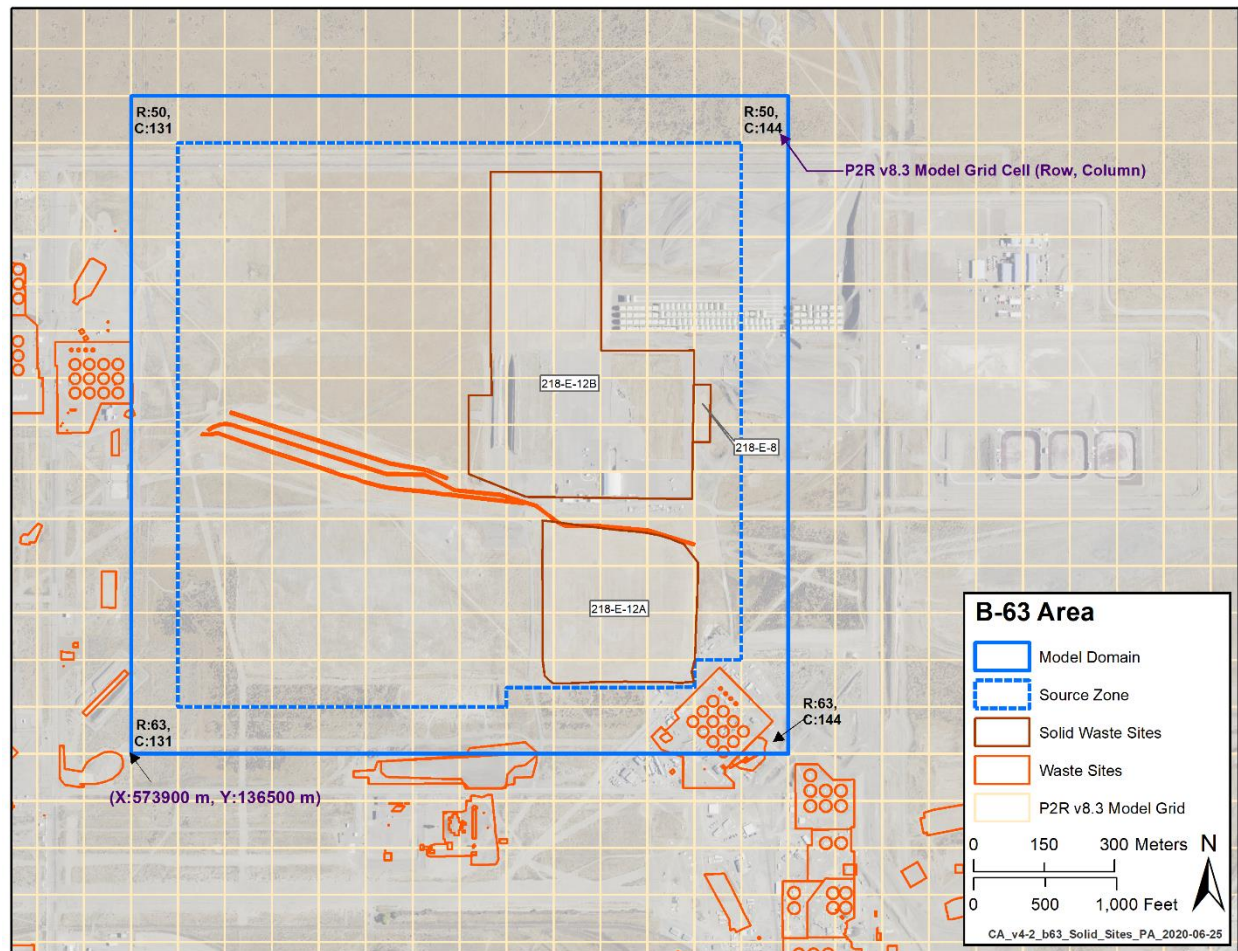 R:50,
C:131
R:50,
C:144
P2R v8.3 Model Grid Cell (Row, Column)
218-E-12B
218-E-8
218-E-12A
R:63,
C:131
R:63,
C:144
(X:573900 m, Y:136500 m)
B-63 Area
Model Domain
Source Zone
Solid Waste Sites
Waste Sites
P2R v8.3 Model Grid
0 150 300 Meters N
0 500 1,000 Feet
CA_v4-2_b63_Solid_Sites_PA_2020-06-25